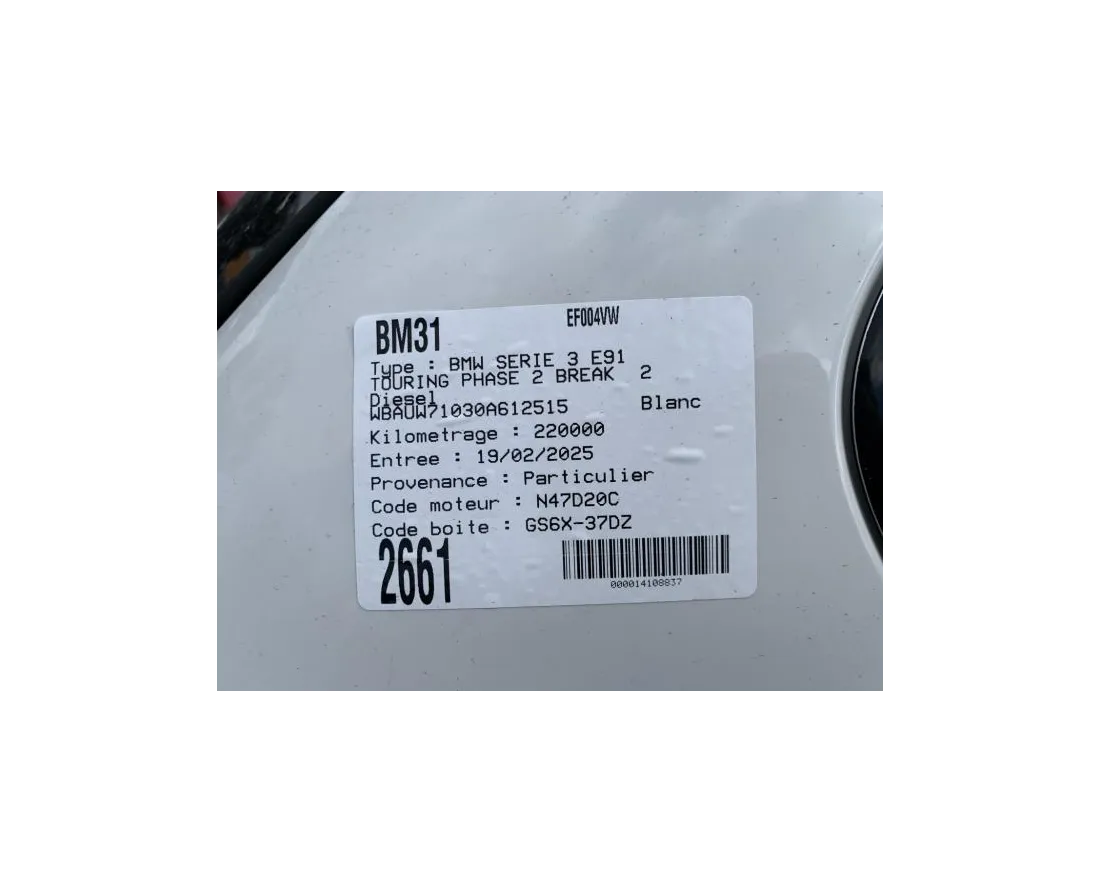 BM31 EF004VW
Type : BMW SERIE 3 E91
TOURING PHASE 2 BREAK 2
Diesel
WBAUW71030A612515 Blanc
Kilometrage : 220000
Entree : 19/02/2025
Provenance : Particulier
Code moteur : N47D20C
Code boite : GS6X-37DZ
2661
000014108837